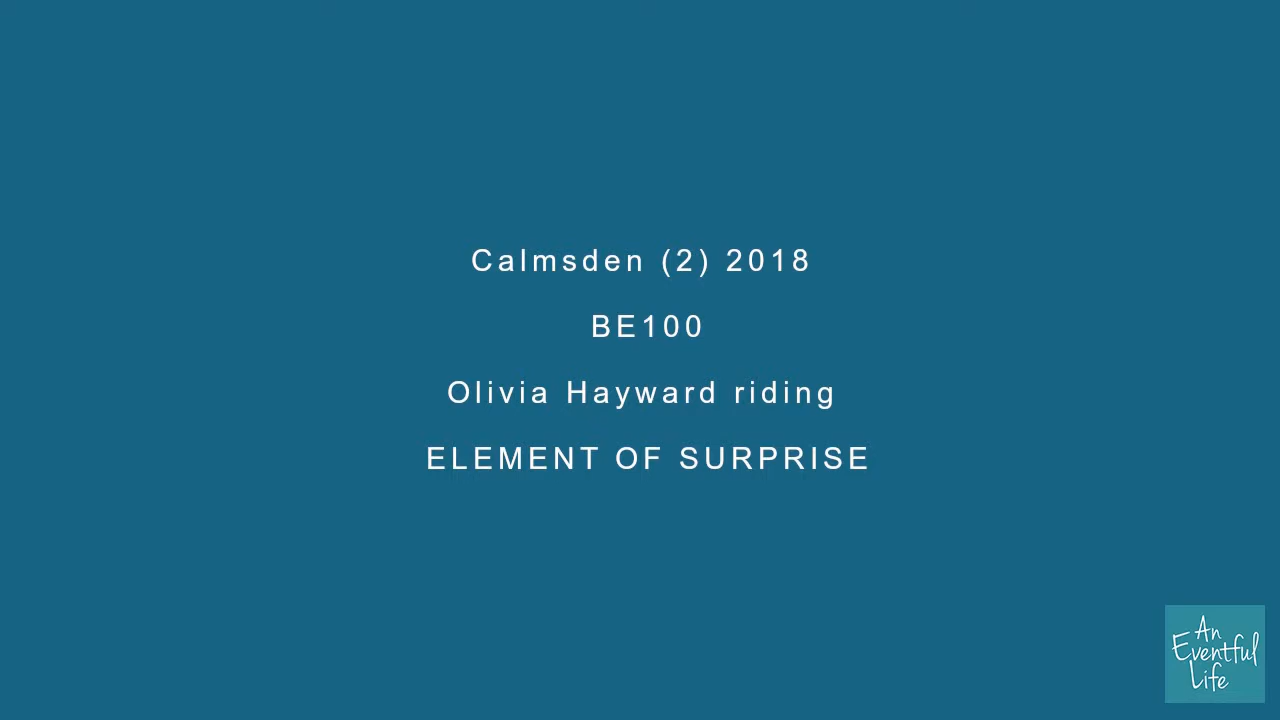 Calmsden (2) 2018
BE100
Olivia Hayward riding
ELEMENT OF SURPRISE
An
Eventful
Life